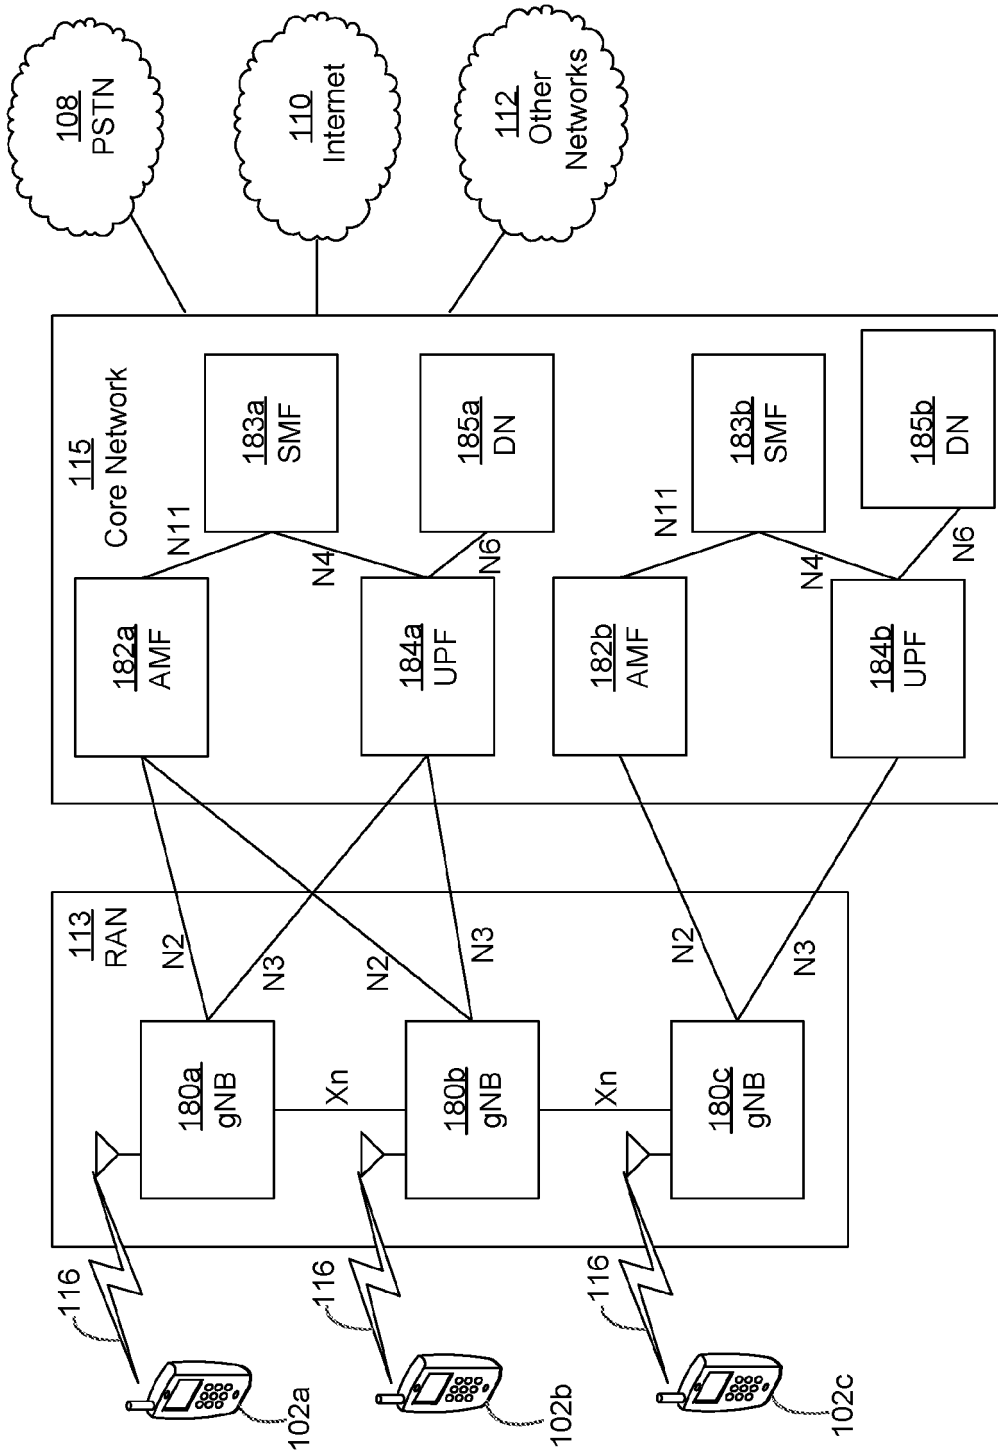 102a
116
113
RAN
180a
gNB
N2
N3
Xn
102b
116
180b
gNB
N2
N3
Xn
102c
116
180c
gNB
N2
N3
115
Core Network
182a
AMF
N11
183a
SMF
N4
184a
UPF
N6
185a
DN
182b
AMF
N11
183b
SMF
N4
184b
UPF
N6
185b
DN
108
PSTN
110
Internet
112
Other
Networks